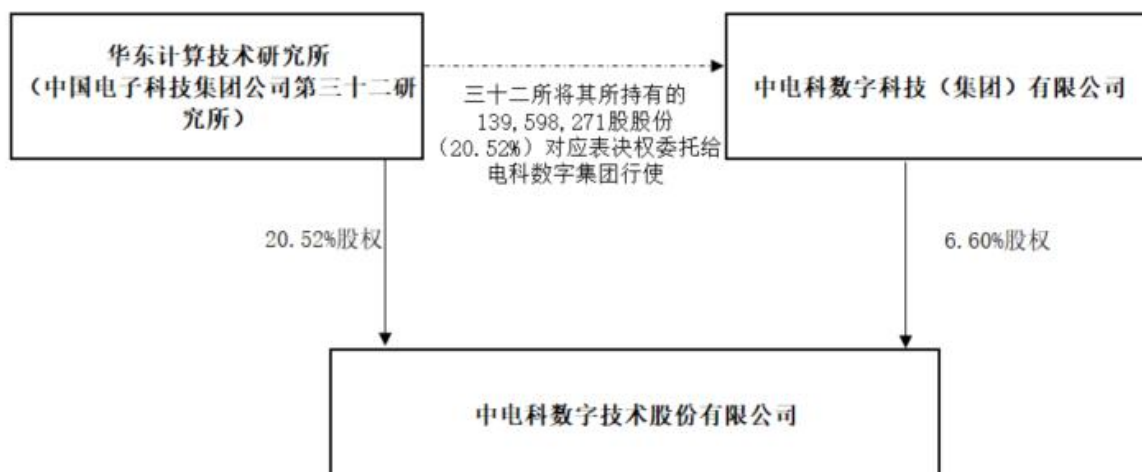 华东计算技术研究所
（中国电子科技集团公司第三十二研
究所）
三十二所将其所持有的
139,598,271股股份
（20.52%）对应表决权委托给
电科数字集团行使
中电科数字科技（集团）有限公司
20.52%股权
6.60%股权
中电科数字技术股份有限公司